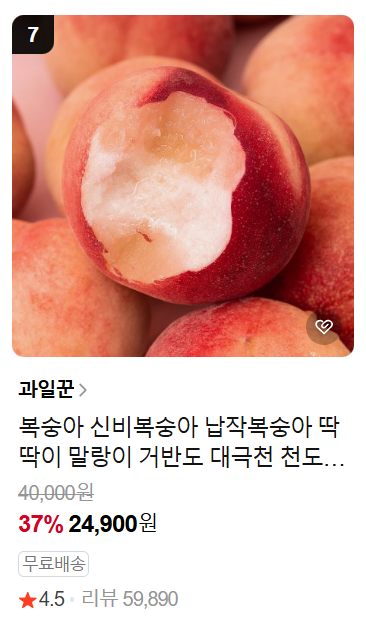 7
과일꾼
복숭아 신비복숭아 납작복숭아 딱
딱이 말랑이 거반도 대극천 천도...
40,000원
37% 24,900원
무료배송
4.5 리뷰 59,890